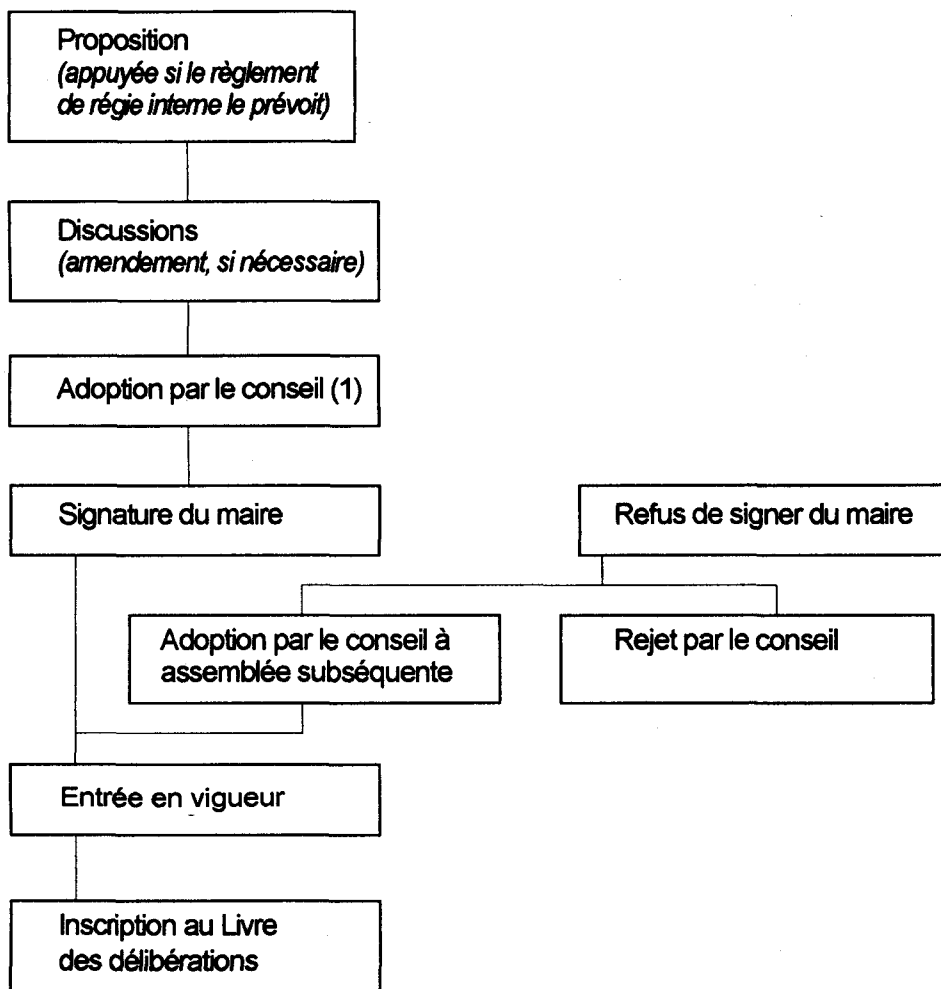 Proposition
(appuyée si le règlement
de régie interne le prévoit)
Discussions
(amendement, si nécessaire)
Adoption par le conseil (1)
Signature du maire
Refus de signer du maire
Adoption par le conseil à
assemblée subséquente
Rejet par le conseil
Entrée en vigueur
Inscription au Livre
des délibérations